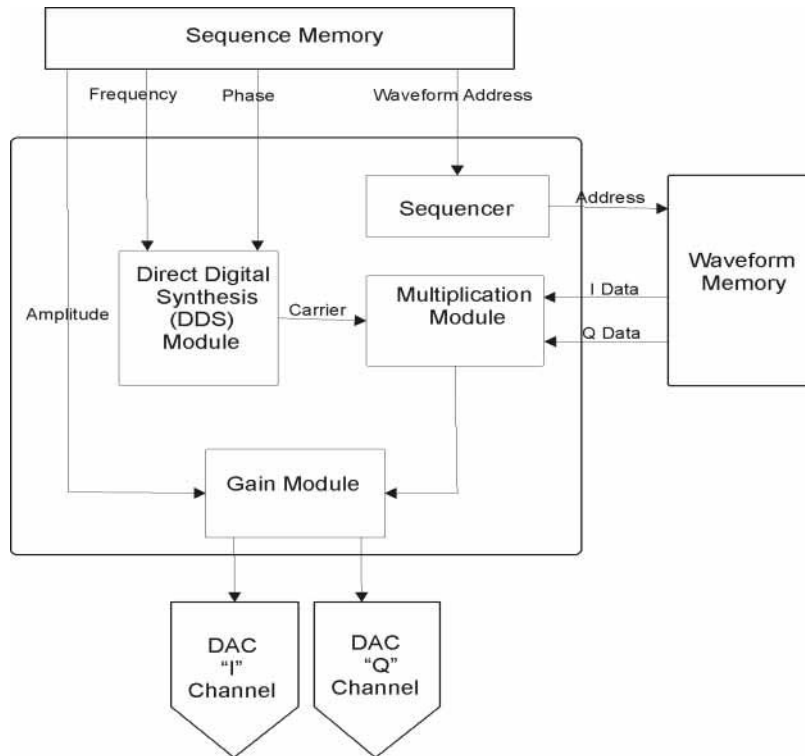 Sequence Memory
Frequency
Phase
Waveform Address
Sequencer
Address
Waveform
Memory
Direct Digital
Synthesis
(DDS)
Module
Carrier
Multiplication
Module
I Data
Q Data
Amplitude
Gain Module
DAC
“I”
Channel
DAC
“Q”
Channel